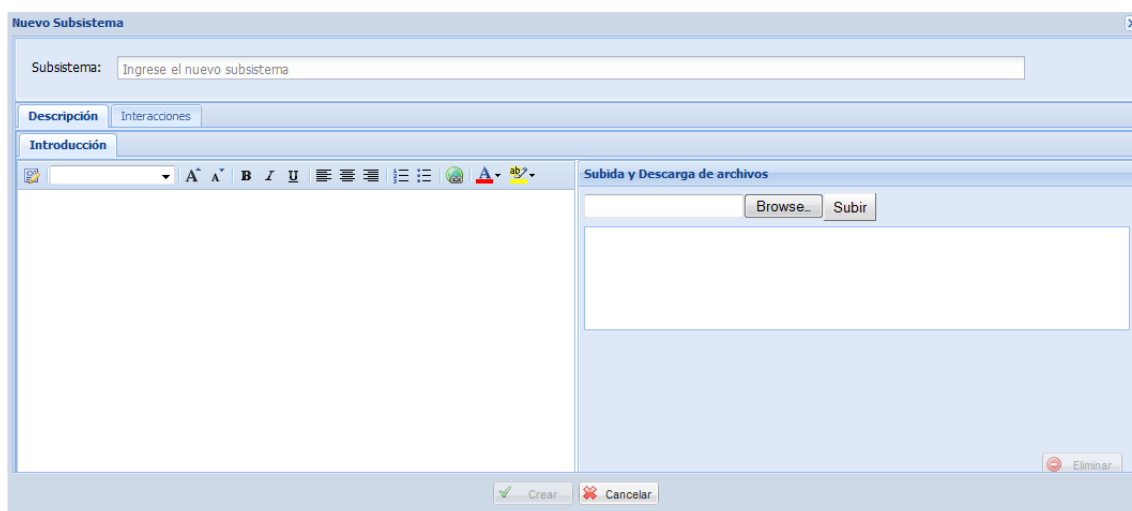 Nuevo Subsistema
Subsistema: Ingrese el nuevo subsistema
Descripción Interacciones
Introducción
A A B I U A ab
Subida y Descarga de archivos
Browse... Subir
Eliminar
Crear Cancelar